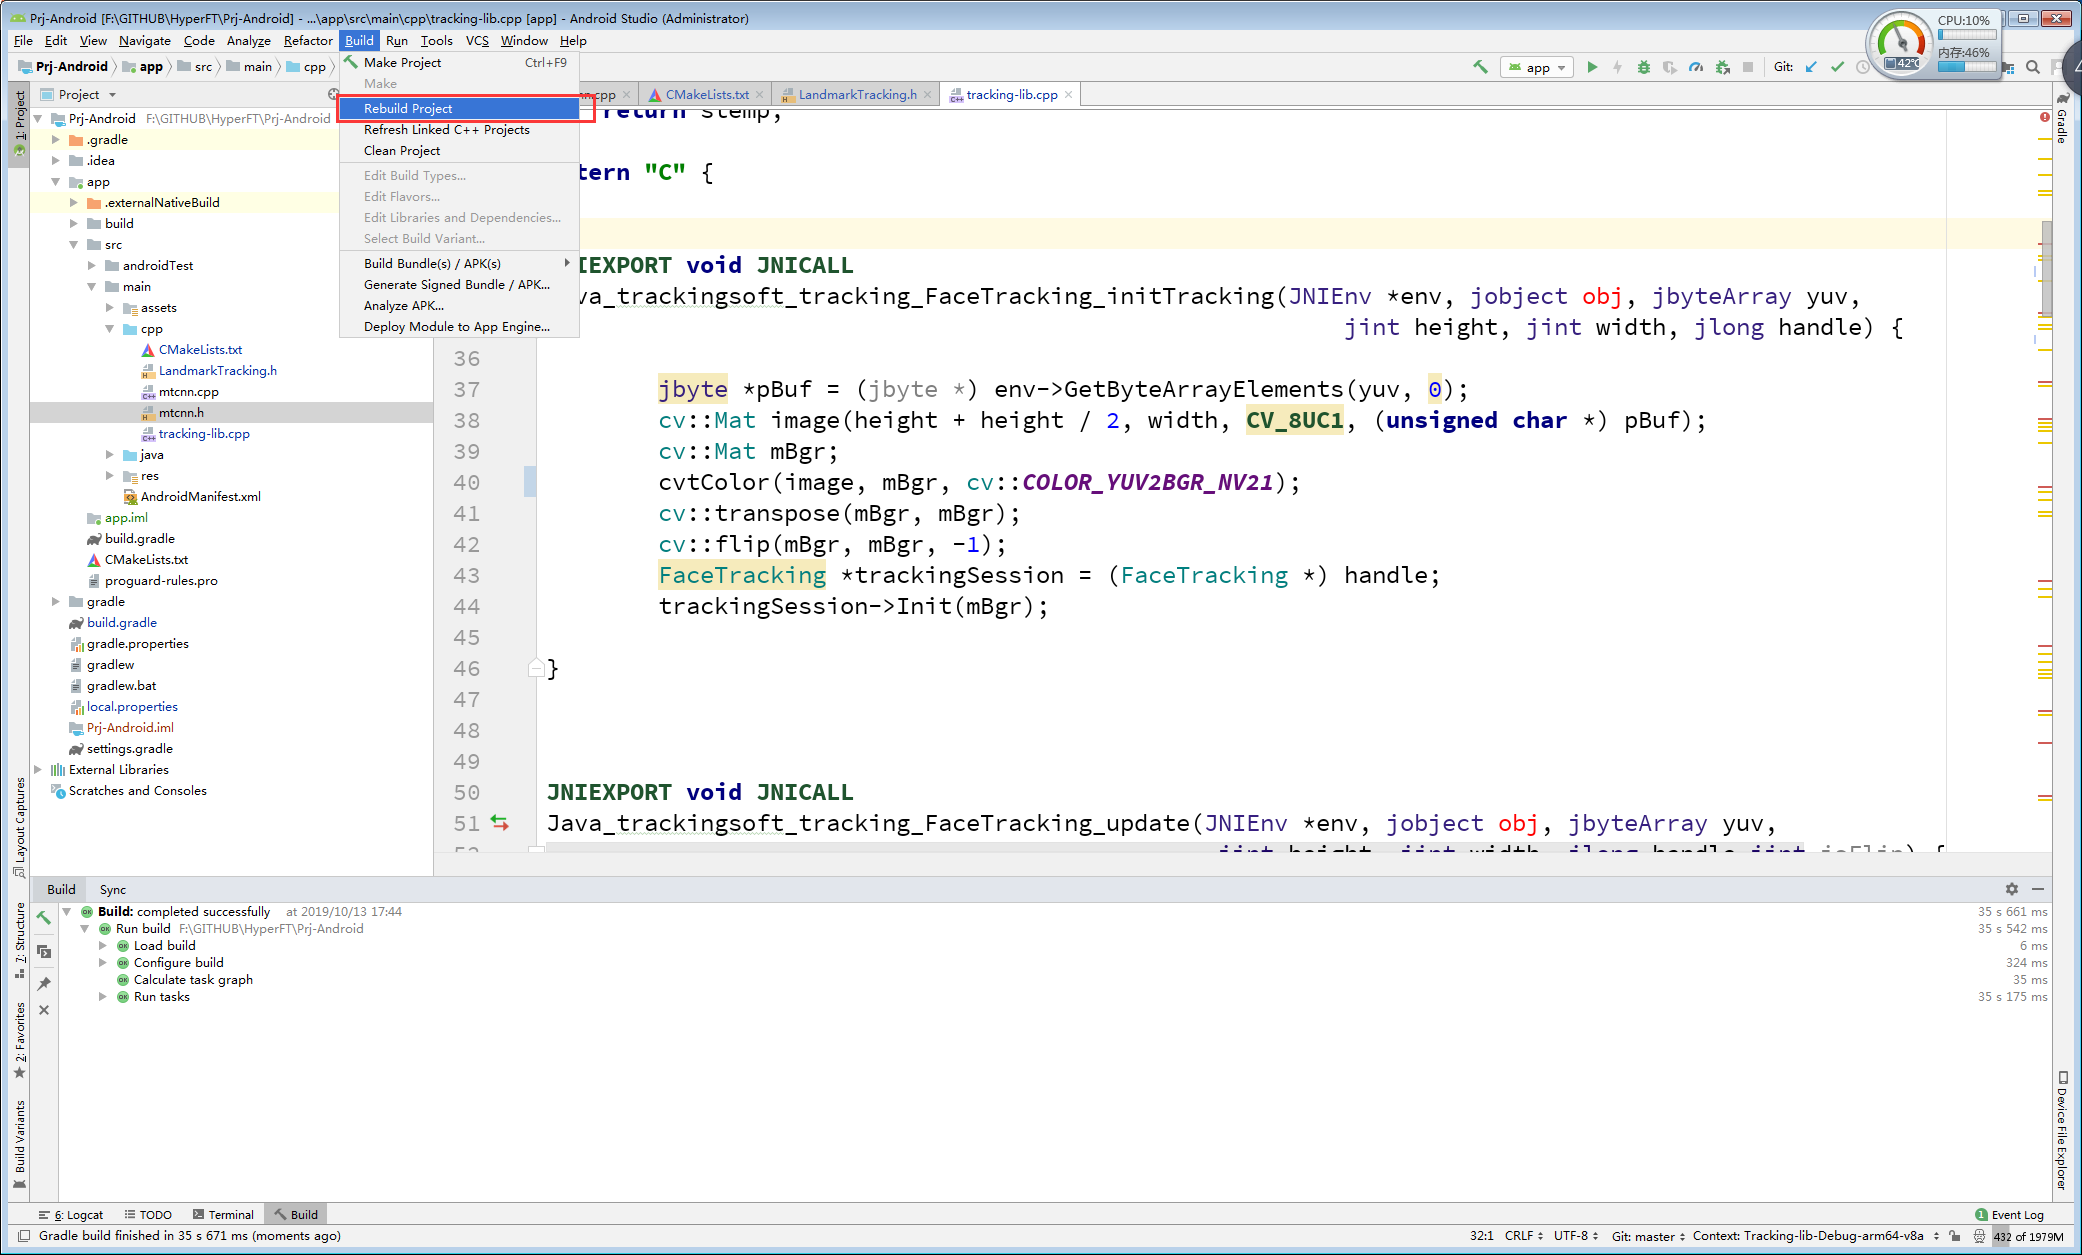 Prj-Android [F:\GITHUB\HyperFT\Prj-Android] - ...\app\src\main\cpp\tracking-lib.cpp [app] - Android Studio (Administrator)
File Edit View Navigate Code Analyze Refactor Build Run Tools VCS Window Help
CPU:10%
内存:46%
42℃
Prj-Android app src main cpp
app
Git:
Project
.cpp
CMakeLists.txt
LandmarkTracking.h
tracking-lib.cpp
Make Project Ctrl+F9
Make
Rebuild Project
Refresh Linked C++ Projects
Clean Project
Edit Build Types...
Edit Flavors...
Edit Libraries and Dependencies...
Select Build Variant...
Build Bundle(s) / APK(s)
Generate Signed Bundle / APK...
Analyze APK...
Deploy Module to App Engine...
1: Project
Layout Captures
7: Structure
2: Favorites
Build Variants
Gradle
Device File Explorer
Prj-Android F:\GITHUB\HyperFT\Prj-Android
.gradle
.idea
app
.externalNativeBuild
build
src
androidTest
main
assets
cpp
CMakeLists.txt
LandmarkTracking.h
mtcnn.cpp
mtcnn.h
tracking-lib.cpp
java
res
AndroidManifest.xml
app.iml
build.gradle
CMakeLists.txt
proguard-rules.pro
gradle
build.gradle
gradle.properties
gradlew
gradlew.bat
local.properties
Prj-Android.iml
settings.gradle
External Libraries
Scratches and Consoles
return stemp;
tern "C" {
IEXPORT void JNICALL
va_trackingsoft_tracking_FaceTracking_initTracking(JNIEnv *env, jobject obj, jbyteArray yuv,
jint height, jint width, jlong handle) {
36
37 jbyte *pBuf = (jbyte *) env->GetByteArrayElements(yuv, 0);
38 cv::Mat image(height + height / 2, width, CV_8UC1, (unsigned char *) pBuf);
39 cv::Mat mBgr;
40 cvtColor(image, mBgr, cv::COLOR_YUV2BGR_NV21);
41 cv::transpose(mBgr, mBgr);
42 cv::flip(mBgr, mBgr, -1);
43 FaceTracking *trackingSession = (FaceTracking *) handle;
44 trackingSession->Init(mBgr);
45
46 }
47
48
49
50 JNIEXPORT void JNICALL
51 Java_trackingsoft_tracking_FaceTracking_update(JNIEnv *env, jobject obj, jbyteArray yuv,
52 jint height, jint width, jlong handle,jint isFlip) {
Build Sync
Build: completed successfully at 2019/10/13 17:44 35 s 661 ms
Run build F:\GITHUB\HyperFT\Prj-Android 35 s 542 ms
Load build 6 ms
Configure build 324 ms
Calculate task graph 35 ms
Run tasks 35 s 175 ms
6: Logcat TODO Terminal Build 1 Event Log
Gradle build finished in 35 s 671 ms (moments ago) 32:1 CRLF UTF-8 Git: master Context: Tracking-lib-Debug-arm64-v8a 432 of 1979M